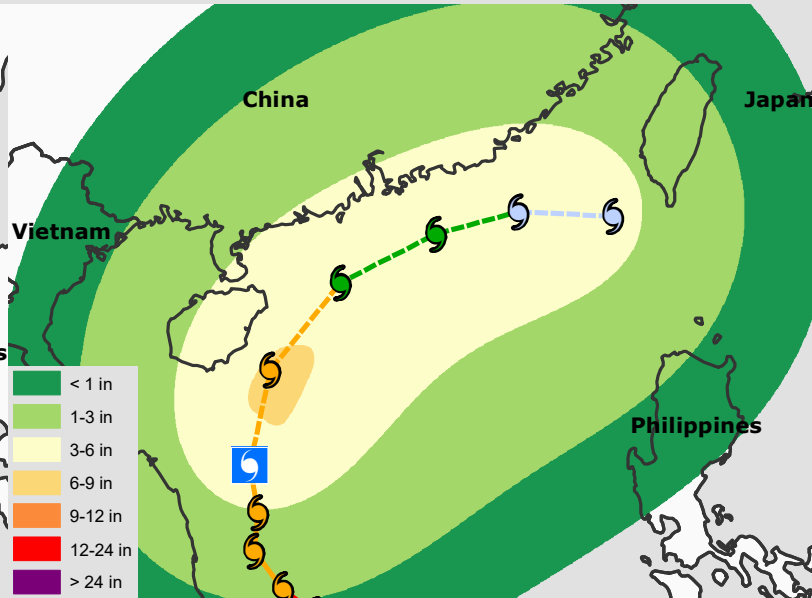 China
Japan
Vietnam
s
Philippines
< 1 in
1-3 in
3-6 in
6-9 in
9-12 in
12-24 in
> 24 in